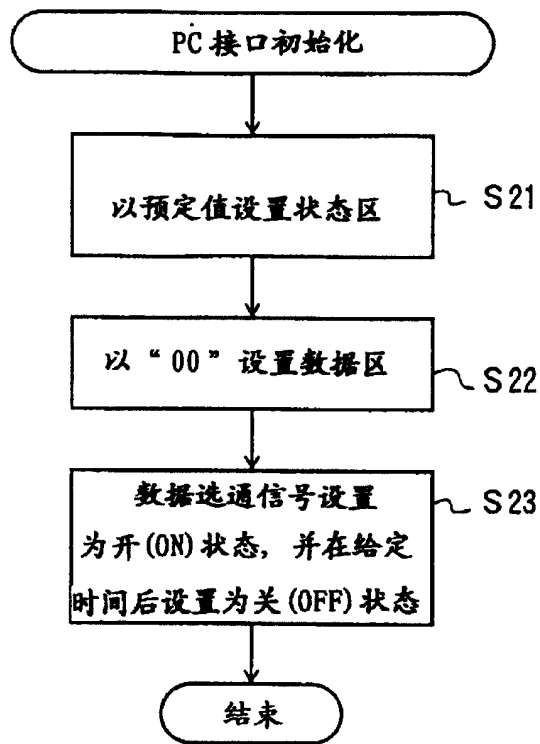 PC接口初始化
以预定值设置状态区
S21
以“00”设置数据区
S22
数据选通信号设置
为开(ON)状态，并在给定
时间后设置为关(OFF)状态
S23
结束